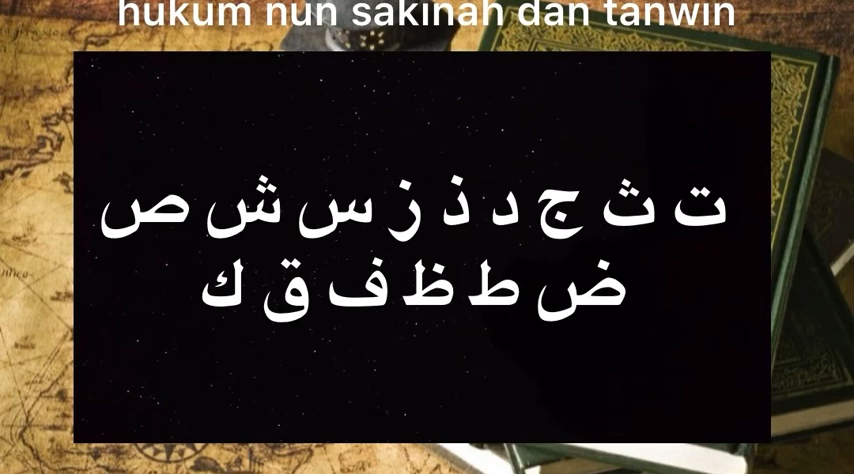 hukum nun sakinah dan tanwin
ت ث ج د ذ ز س ش ص
ض ط ظ ف ق ك